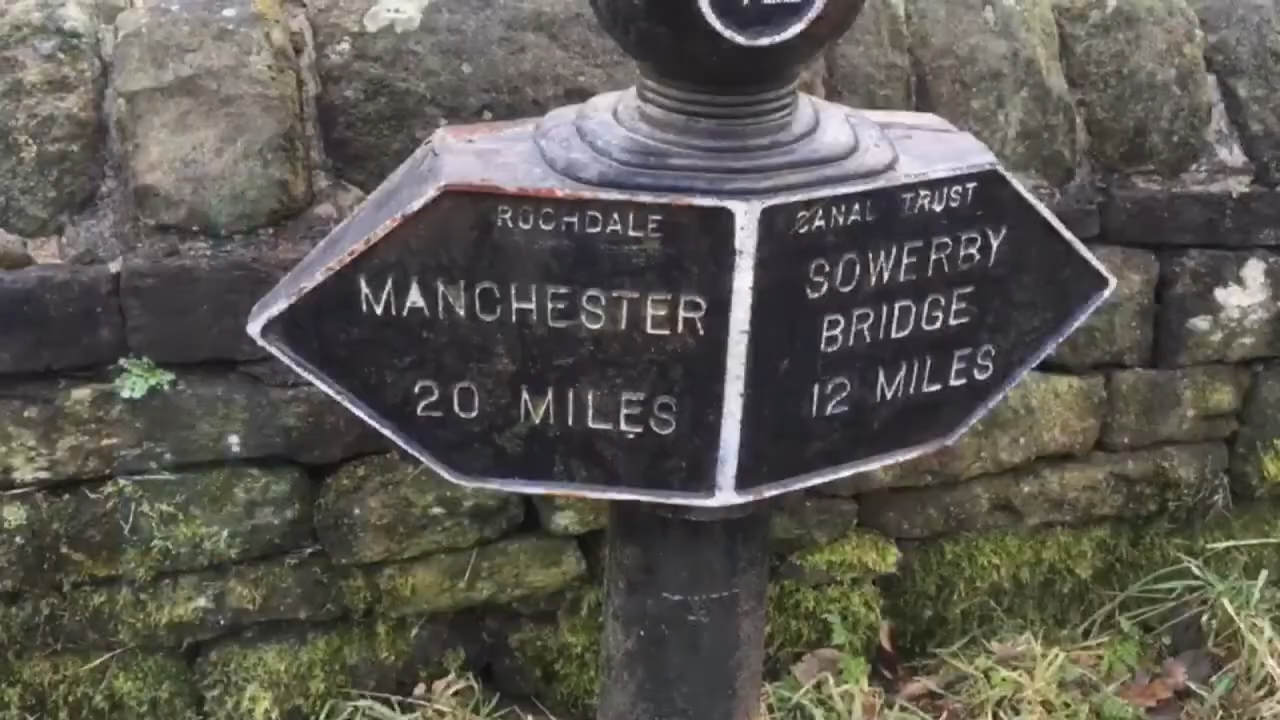 ROCHDALE
MANCHESTER
20 MILES
CANAL TRUST
SOWERBY
BRIDGE
12 MILES